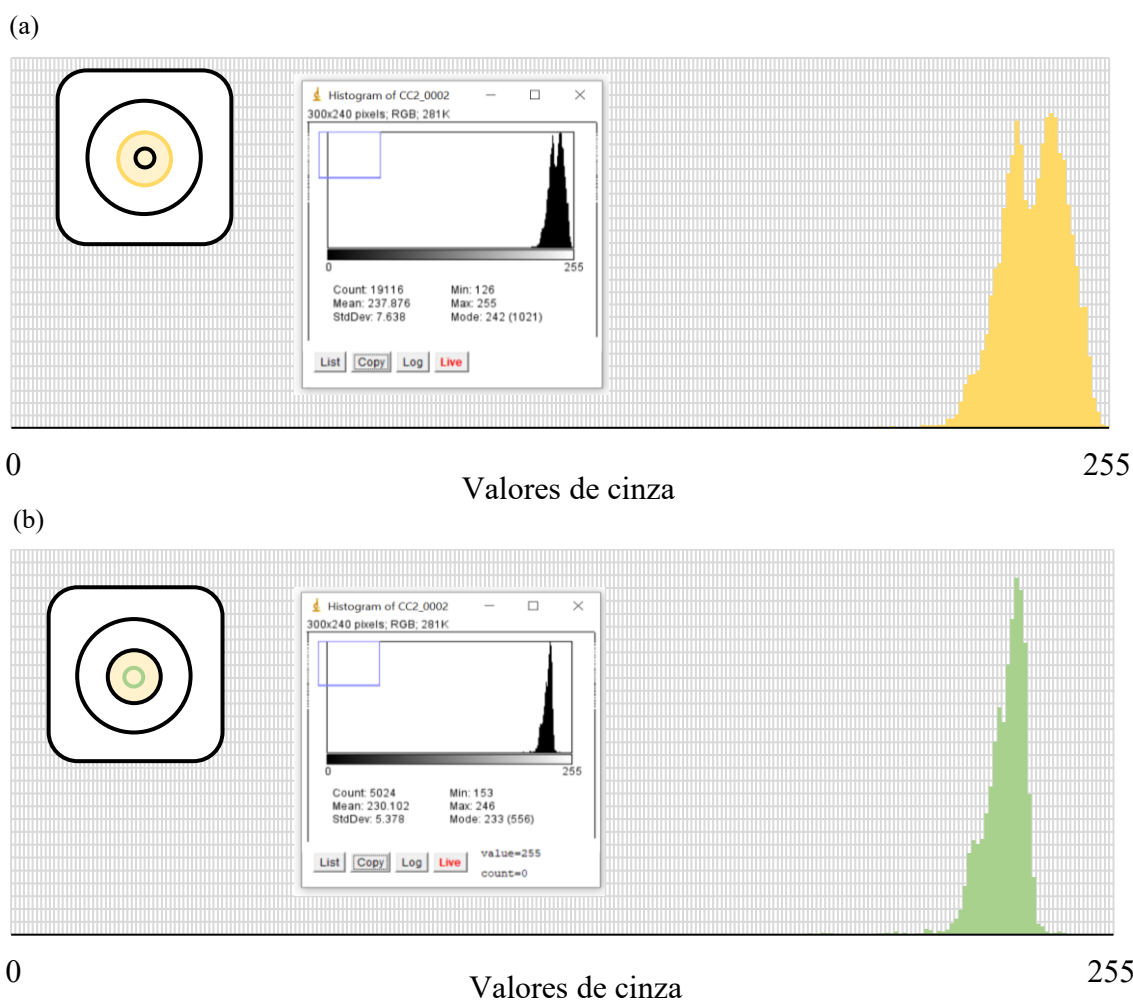 (a)
Histogram of CC2_0002
300x240 pixels; RGB; 281K
0 255
Count: 19116 Min: 126
Mean: 237.876 Max: 255
StdDev: 7.638 Mode: 242 (1021)
List Copy Log Live
0 255
Valores de cinza
(b)
Histogram of CC2_0002
300x240 pixels; RGB; 281K
0 255
Count: 5024 Min: 153
Mean: 230.102 Max: 246
StdDev: 5.378 Mode: 233 (556)
List Copy Log Live value=255
count=0
0 255
Valores de cinza